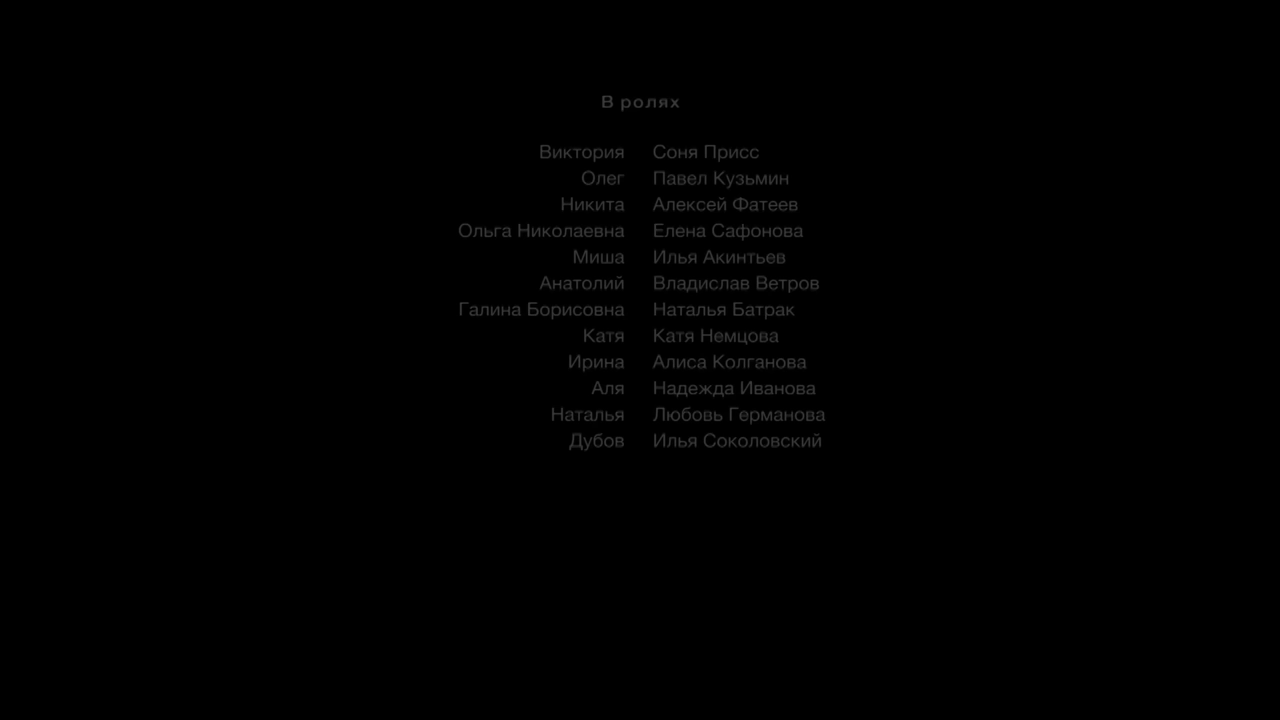 В ролях
Виктория Соня Присс
Олег Павел Кузьмин
Никита Алексей Фатеев
Ольга Николаевна Елена Сафонова
Миша Илья Акинтьев
Анатолий Владислав Ветров
Галина Борисовна Наталья Батрак
Катя Катя Немцова
Ирина Алиса Колганова
Аля Надежда Иванова
Наталья Любовь Германова
Дубов Илья Соколовский